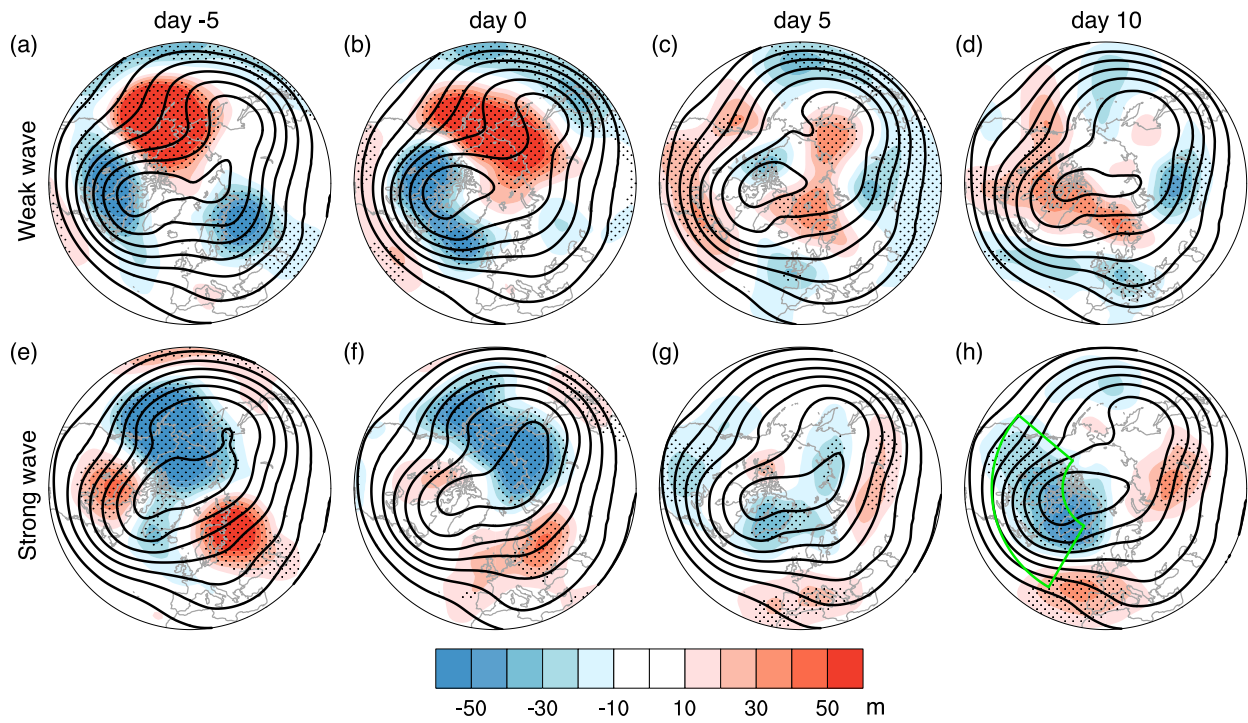 day -5 day 0 day 5 day 10
(a) (b) (c) (d)
Weak wave
(e) (f) (g) (h)
Strong wave
-50 -30 -10 10 30 50 m